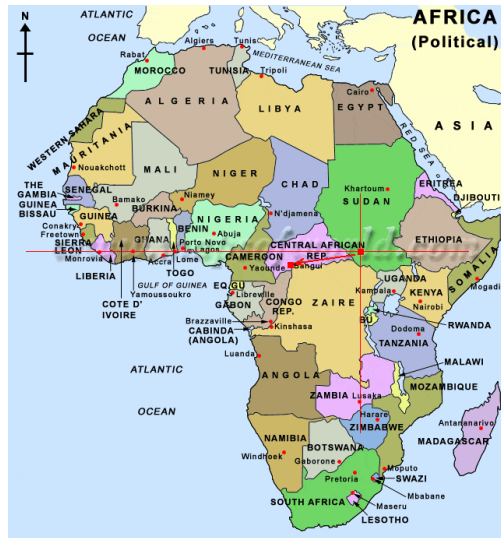 ATLANTIC
OCEAN
AFRICA
(Political)
N
Algiers
Tunis
MEDITERRANEAN SEA
Rabat
MOROCCO
TUNISIA
Tripoli
ALGERIA
LIBYA
Cairo
EGYPT
ASIA
WESTERN SAHARA
MAURITANIA
RED SEA
Nouakchott
MALI
NIGER
CHAD
Khartoum
SUDAN
ERITREA
DJIBOUTI
THE
GAMBIA
SENEGAL
GUINEA
BISSAU
Bamako
BURKINA
Niamey
N'djamena
GUINEA
BENIN
NIGERIA
Abuja
ETHIOPIA
SOMALIA
Conakry
Freetown
SIERRA
LEON
GHANA
Porto Novo
Lagos
CENTRAL AFRICAN
REP.
CAMEROON
Bangui
Monrovia
LIBERIA
Accra
Lome
TOGO
Yaounde
UGANDA
KENYA
Mogadi
COTE D'
IVOIRE
Yamoussoukro
GULF OF GUINEA
EQ.GU
Librewlle
GABON
CONGO
REP.
ZAIRE
Kampala
Nairobi
BU
RWANDA
Brazzaville
CABINDA
(ANGOLA)
Kinshasa
Dodoma
TANZANIA
Luanda
MALAWI
ATLANTIC
OCEAN
ANGOLA
ZAMBIA
Lusaka
MOZAMBIQUE
Harare
ZIMBABWE
Antananarivo
MADAGASCAR
NAMIBIA
Windhoek
BOTSWANA
Gaborone
Moputo
SWAZI
Pretoria
Mbabane
SOUTH AFRICA
Maseru
LESOTHO